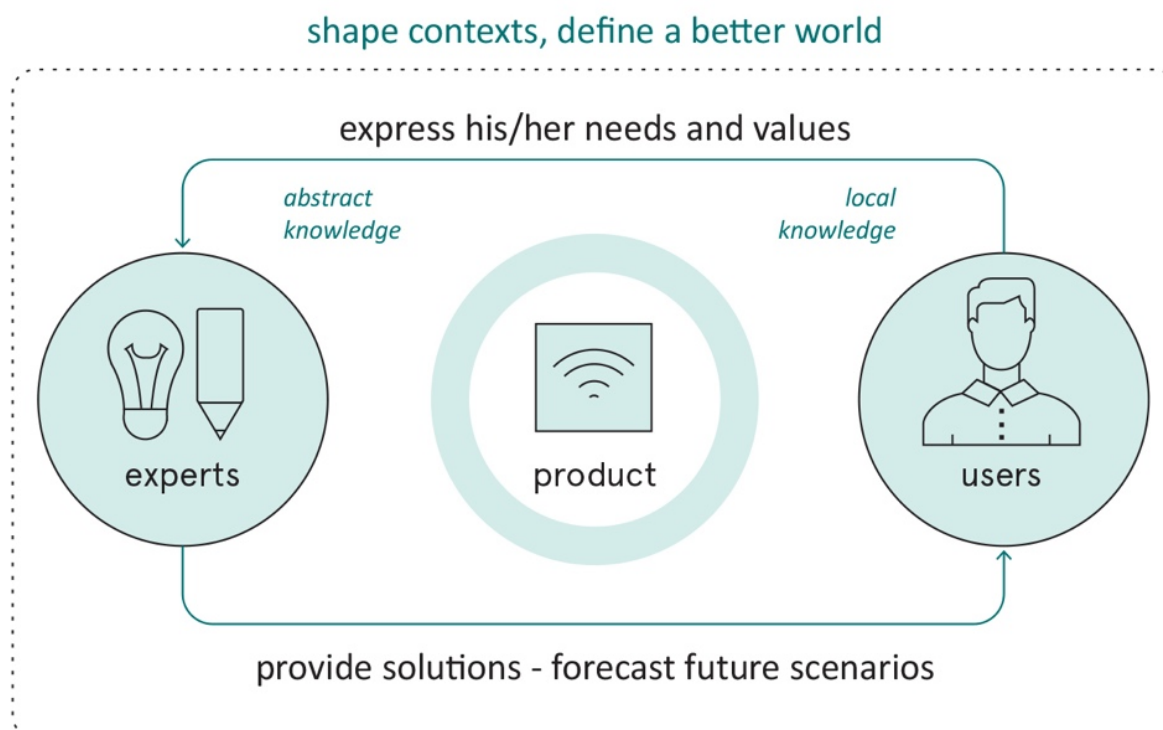 shape contexts, define a better world
express his/her needs and values
abstract
knowledge
local
knowledge
experts
product
users
provide solutions - forecast future scenarios